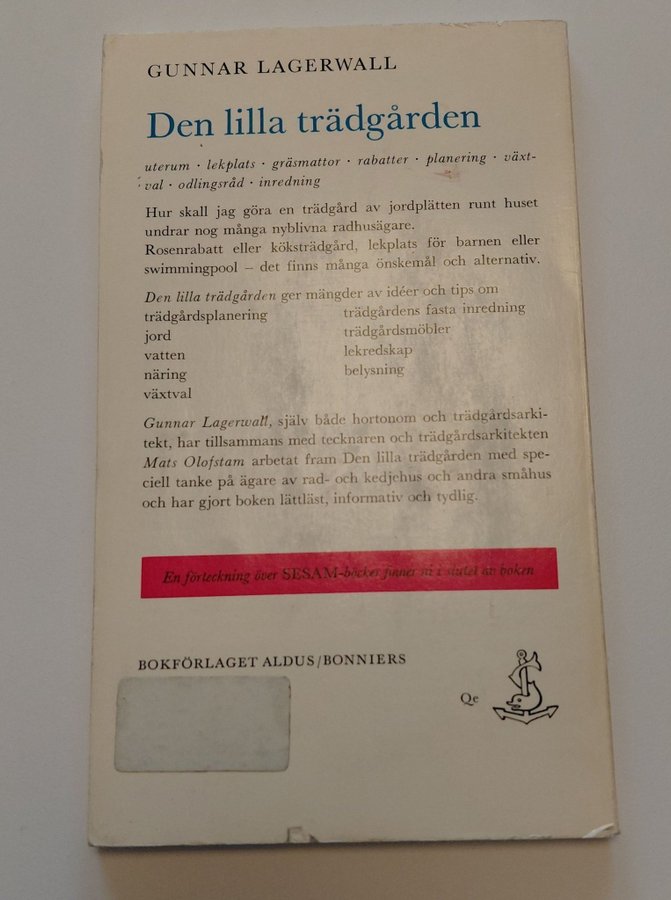 GUNNAR LAGERWALL
Den lilla trädgården
uterum · lekplats · gräsmattor · rabatter · planering · växt-
val · odlingsråd · inredning
Hur skall jag göra en trädgård av jordplätten runt huset
undrar nog många nyblivna radhusägare.
Rosenrabatt eller köksträdgård, lekplats för barnen eller
swimmingpool – det finns många önskemål och alternativ.
Den lilla trädgården ger mängder av idéer och tips om
trädgårdsplanering
jord
vatten
näring
växtval
trädgårdens fasta inredning
trädgårdsmöbler
lekredskap
belysning
Gunnar Lagerwall, själv både hortonom och trädgårdsarki-
tekt, har tillsammans med tecknaren och trädgårdsarkitekten
Mats Olofstam arbetat fram Den lilla trädgården med spe-
ciell tanke på ägare av rad- och kedjehus och andra småhus
och har gjort boken lättläst, informativ och tydlig.
En förteckning över SESAM-böcker finner ni i slutet av boken
BOKFÖRLAGET ALDUS/BONNIERS
Qe